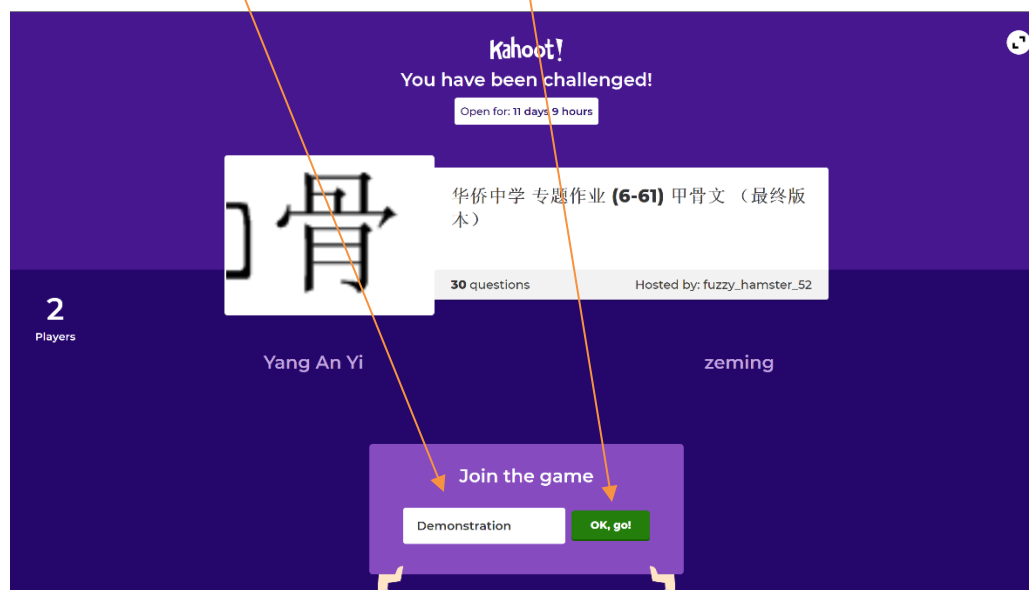 Kahoot!
You have been challenged!
Open for: 11 days 9 hours
骨
华侨中学 专题作业 (6-61) 甲骨文 （最终版
本）
30 questions
Hosted by: fuzzy_hamster_52
2
Players
Yang An Yi
zeming
Join the game
Demonstration
OK, go!